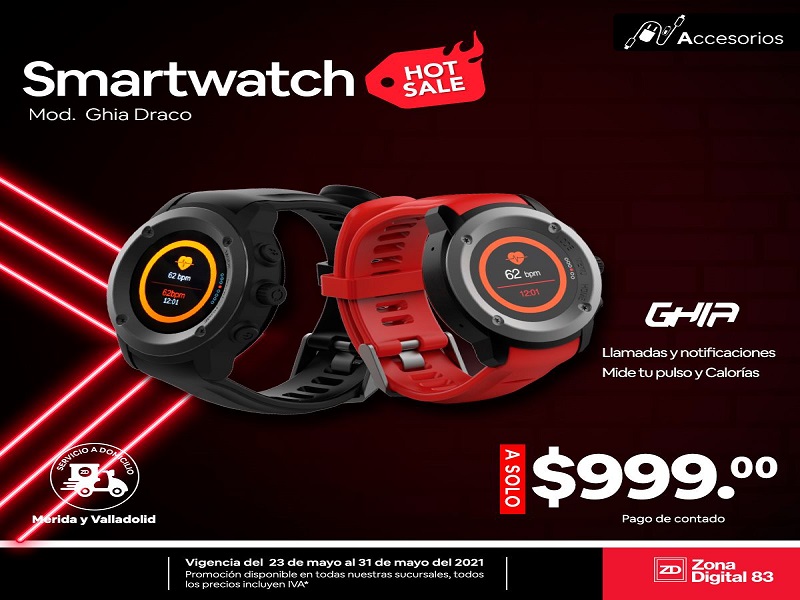 Accesorios
Smartwatch
HOT
SALE
Mod. Ghia Draco
62 bpm
62bpm
12:01
62 bpm
12:01
GHIA
Llamadas y notificaciones
Mide tu pulso y Calorías
SERVICIO A DOMICILIO
ZD
Mérida y Valladolid
A SOLO
$999.00
Pago de contado
Vigencia del 23 de mayo al 31 de mayo del 2021
Promoción disponible en todas nuestras sucursales, todos
los precios incluyen IVA*
ZD
Zona
Digital 83